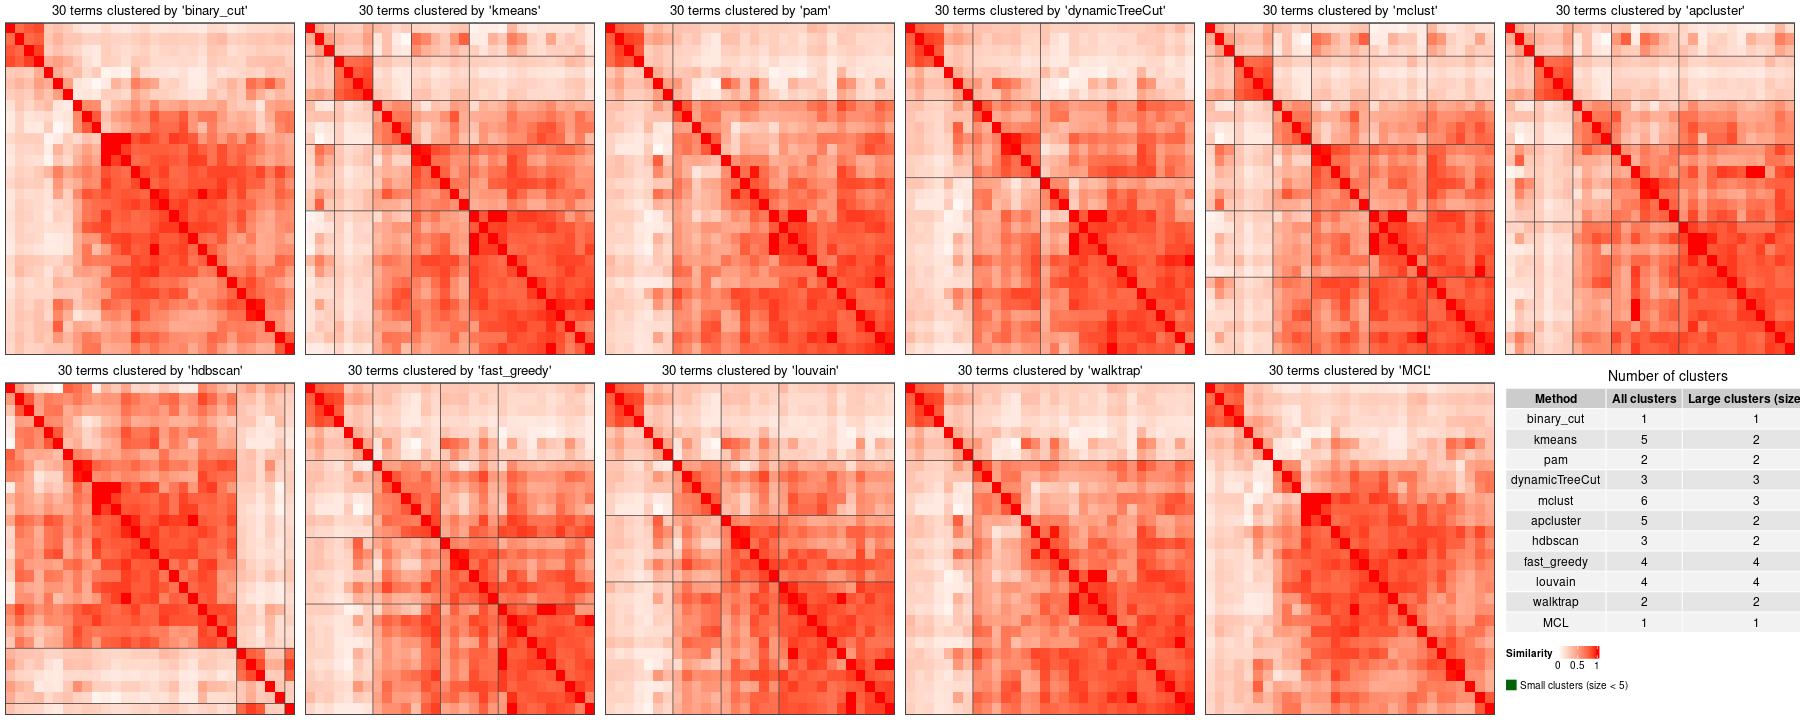 30 terms clustered by 'binary_cut'
30 terms clustered by 'kmeans'
30 terms clustered by 'pam'
30 terms clustered by 'dynamicTreeCut'
30 terms clustered by 'mclust'
30 terms clustered by 'apcluster'
30 terms clustered by 'hdbscan'
30 terms clustered by 'fast_greedy'
30 terms clustered by 'louvain'
30 terms clustered by 'walktrap'
30 terms clustered by 'MCL'
Number of clusters
Method All clusters Large clusters (size
binary_cut 1 1
kmeans 5 2
pam 2 2
dynamicTreeCut 3 3
mclust 6 3
apcluster 5 2
hdbscan 3 2
fast_greedy 4 4
louvain 4 4
walktrap 2 2
MCL 1 1
Similarity
0 0.5 1
Small clusters (size < 5)